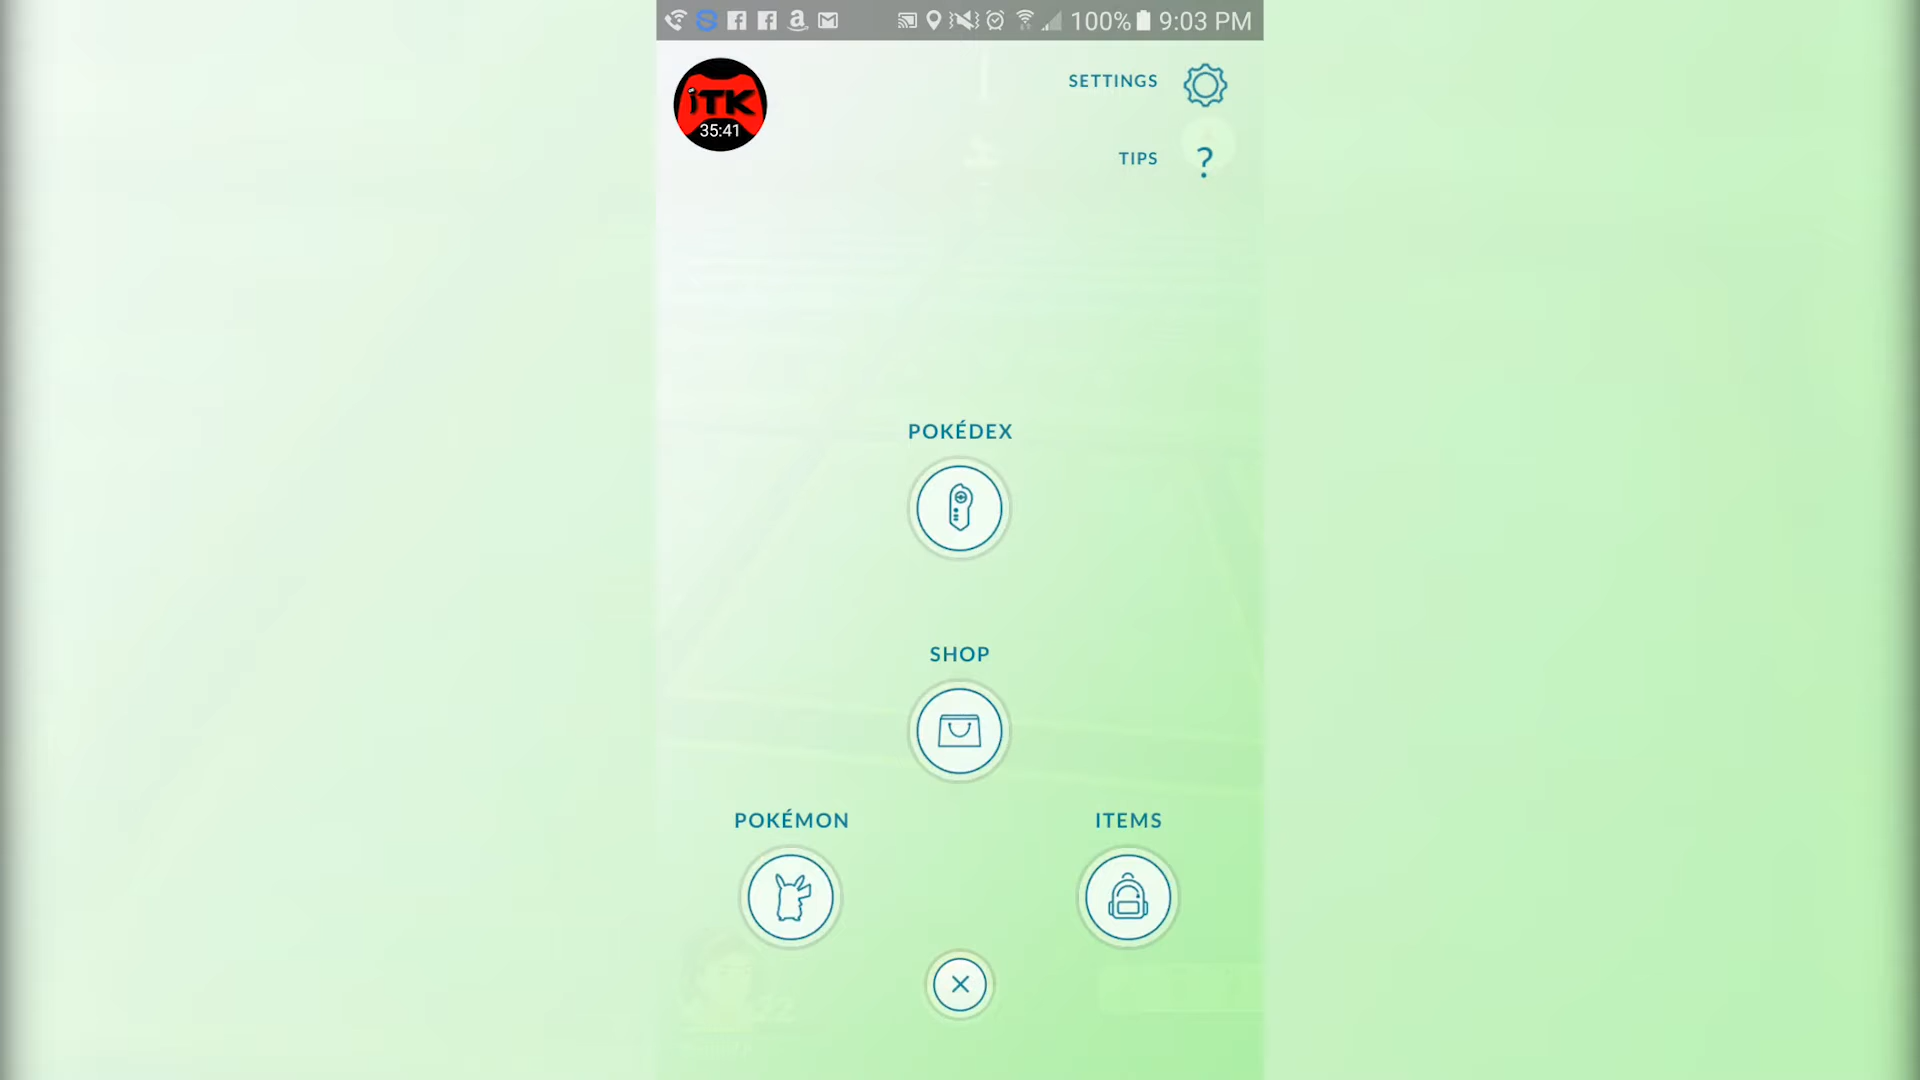 100% 9:03 PM
iTK
35:41
SETTINGS
TIPS
?
POKÉDEX
SHOP
POKÉMON
ITEMS